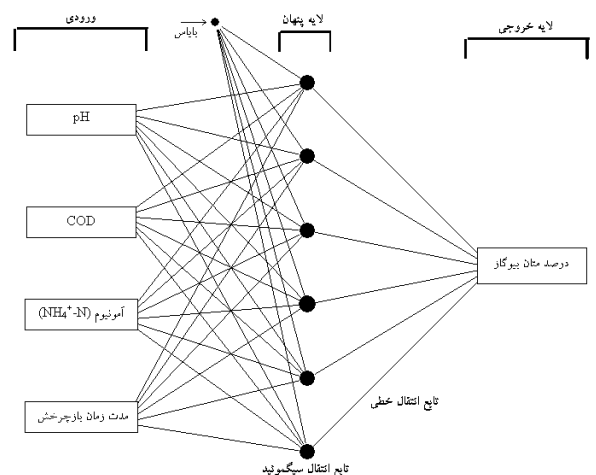 ورودی
بایاس
لایه پنهان
لایه خروجی
pH
COD
آمونیوم (NH₄⁺-N)
مدت زمان بازچرخش
درصد متان بیوگاز
تابع انتقال خطی
تابع انتقال سیگموئید